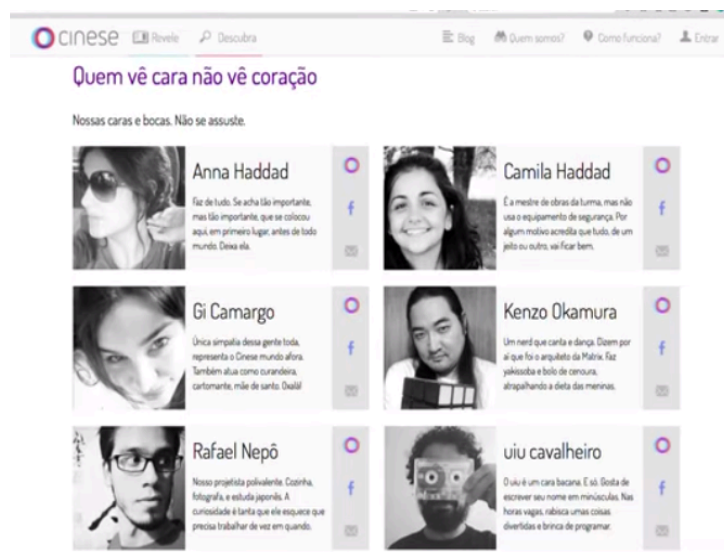 cinese Revele Descubra Blog Quem somos? Como funciona? Entrar
Quem vê cara não vê coração
Nossas caras e bocas. Não se assuste.
Anna Haddad
Faz de tudo. Se acha tão importante,
mas tão importante, que se colocou
aqui, em primeiro lugar, antes de todo
mundo. Deixa ela.
Camila Haddad
É a mestre de obras da turma, mas não
usa o equipamento de segurança. Por
algum motivo acredita que tudo, de um
jeito ou outro, vai ficar bem.
Gi Camargo
Única simpatia dessa gente toda,
representa o Cinese mundo afora.
Também atua como curandeira,
cartomante, mãe de santo. Oxalá!
Kenzo Okamura
Um nerd que canta e dança. Dizem por
aí que foi o arquiteto da Matrix. Faz
yakissoba e bolo de cenoura,
atrapalhando a dieta das meninas.
Rafael Nepô
Nosso projetista polivalente. Cozinha,
fotografa, e estuda japonês. A
curiosidade é tanta que ele esquece que
precisa trabalhar de vez em quando.
uiu cavalheiro
O uiu é um cara bacana. E só. Gosta de
escrever seu nome em minúsculas. Nas
horas vagas, rabisca umas coisas
divertidas e brinca de programar.